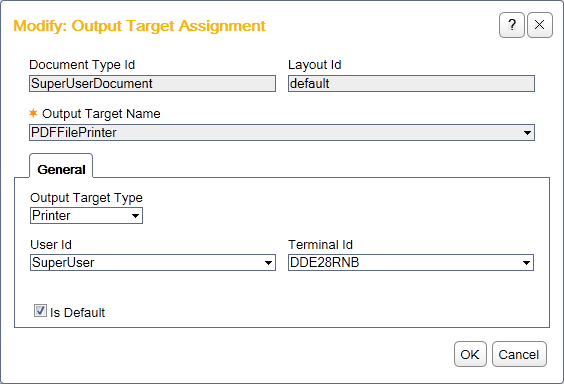 Modify: Output Target Assignment
?
Document Type Id Layout Id
SuperUserDocument default
Output Target Name
PDFFilePrinter
General
Output Target Type
Printer
User Id Terminal Id
SuperUser DDE28RNB
Is Default
OK Cancel